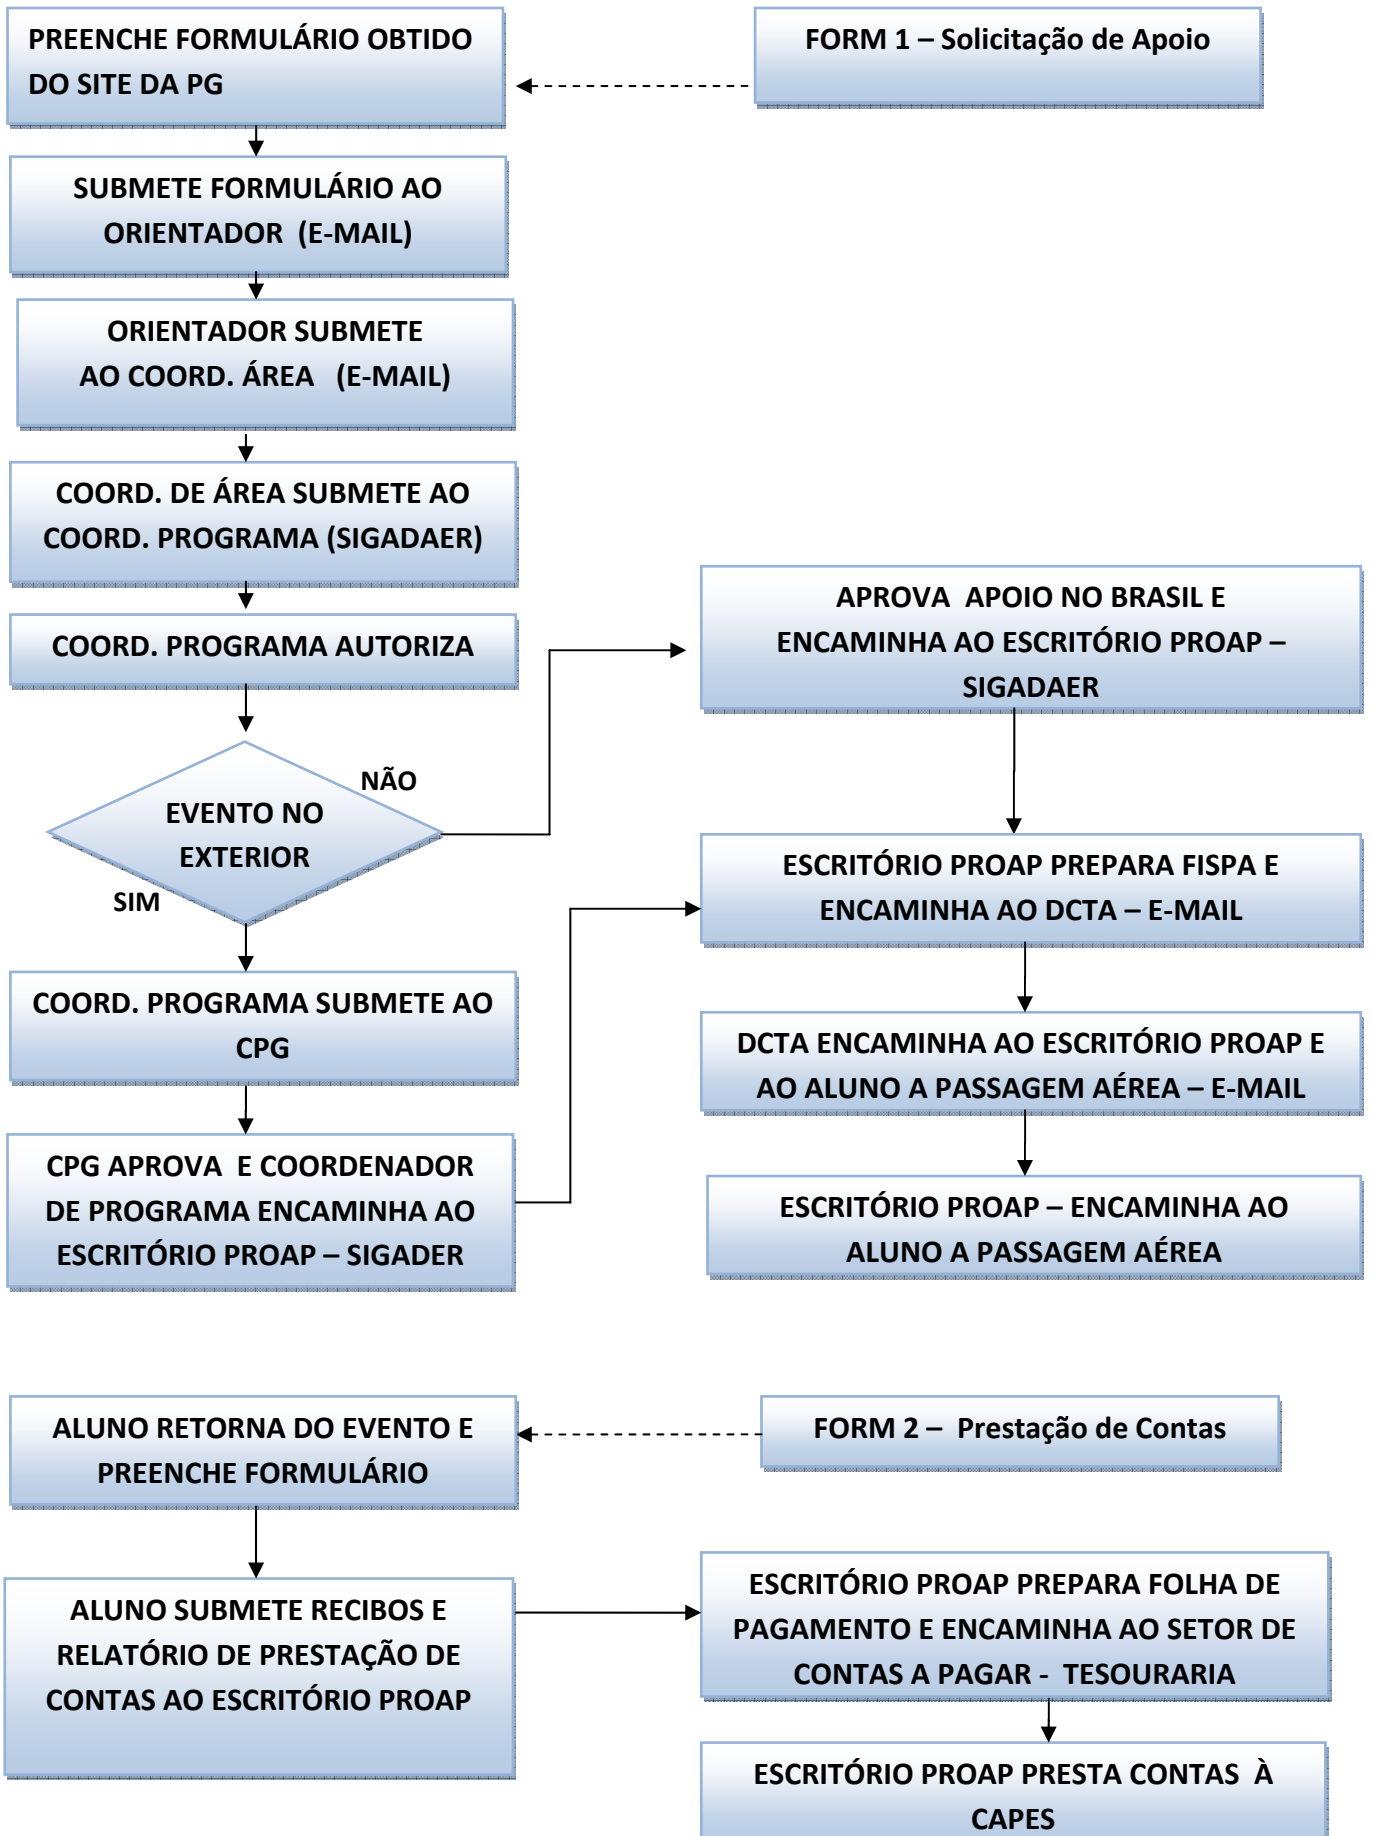 PREENCHE FORMULÁRIO OBTIDO
DO SITE DA PG
FORM 1 – Solicitação de Apoio
SUBMETE FORMULÁRIO AO
ORIENTADOR (E-MAIL)
ORIENTADOR SUBMETE
AO COORD. ÁREA (E-MAIL)
COORD. DE ÁREA SUBMETE AO
COORD. PROGRAMA (SIGADAER)
COORD. PROGRAMA AUTORIZA
EVENTO NO
EXTERIOR
NÃO
SIM
APROVA APOIO NO BRASIL E
ENCAMINHA AO ESCRITÓRIO PROAP –
SIGADAER
COORD. PROGRAMA SUBMETE AO
CPG
CPG APROVA E COORDENADOR
DE PROGRAMA ENCAMINHA AO
ESCRITÓRIO PROAP – SIGADER
ESCRITÓRIO PROAP PREPARA FISPA E
ENCAMINHA AO DCTA – E-MAIL
DCTA ENCAMINHA AO ESCRITÓRIO PROAP E
AO ALUNO A PASSAGEM AÉREA – E-MAIL
ESCRITÓRIO PROAP – ENCAMINHA AO
ALUNO A PASSAGEM AÉREA
ALUNO RETORNA DO EVENTO E
PREENCHE FORMULÁRIO
FORM 2 – Prestação de Contas
ALUNO SUBMETE RECIBOS E
RELATÓRIO DE PRESTAÇÃO DE
CONTAS AO ESCRITÓRIO PROAP
ESCRITÓRIO PROAP PREPARA FOLHA DE
PAGAMENTO E ENCAMINHA AO SETOR DE
CONTAS A PAGAR - TESOURARIA
ESCRITÓRIO PROAP PRESTA CONTAS À
CAPES